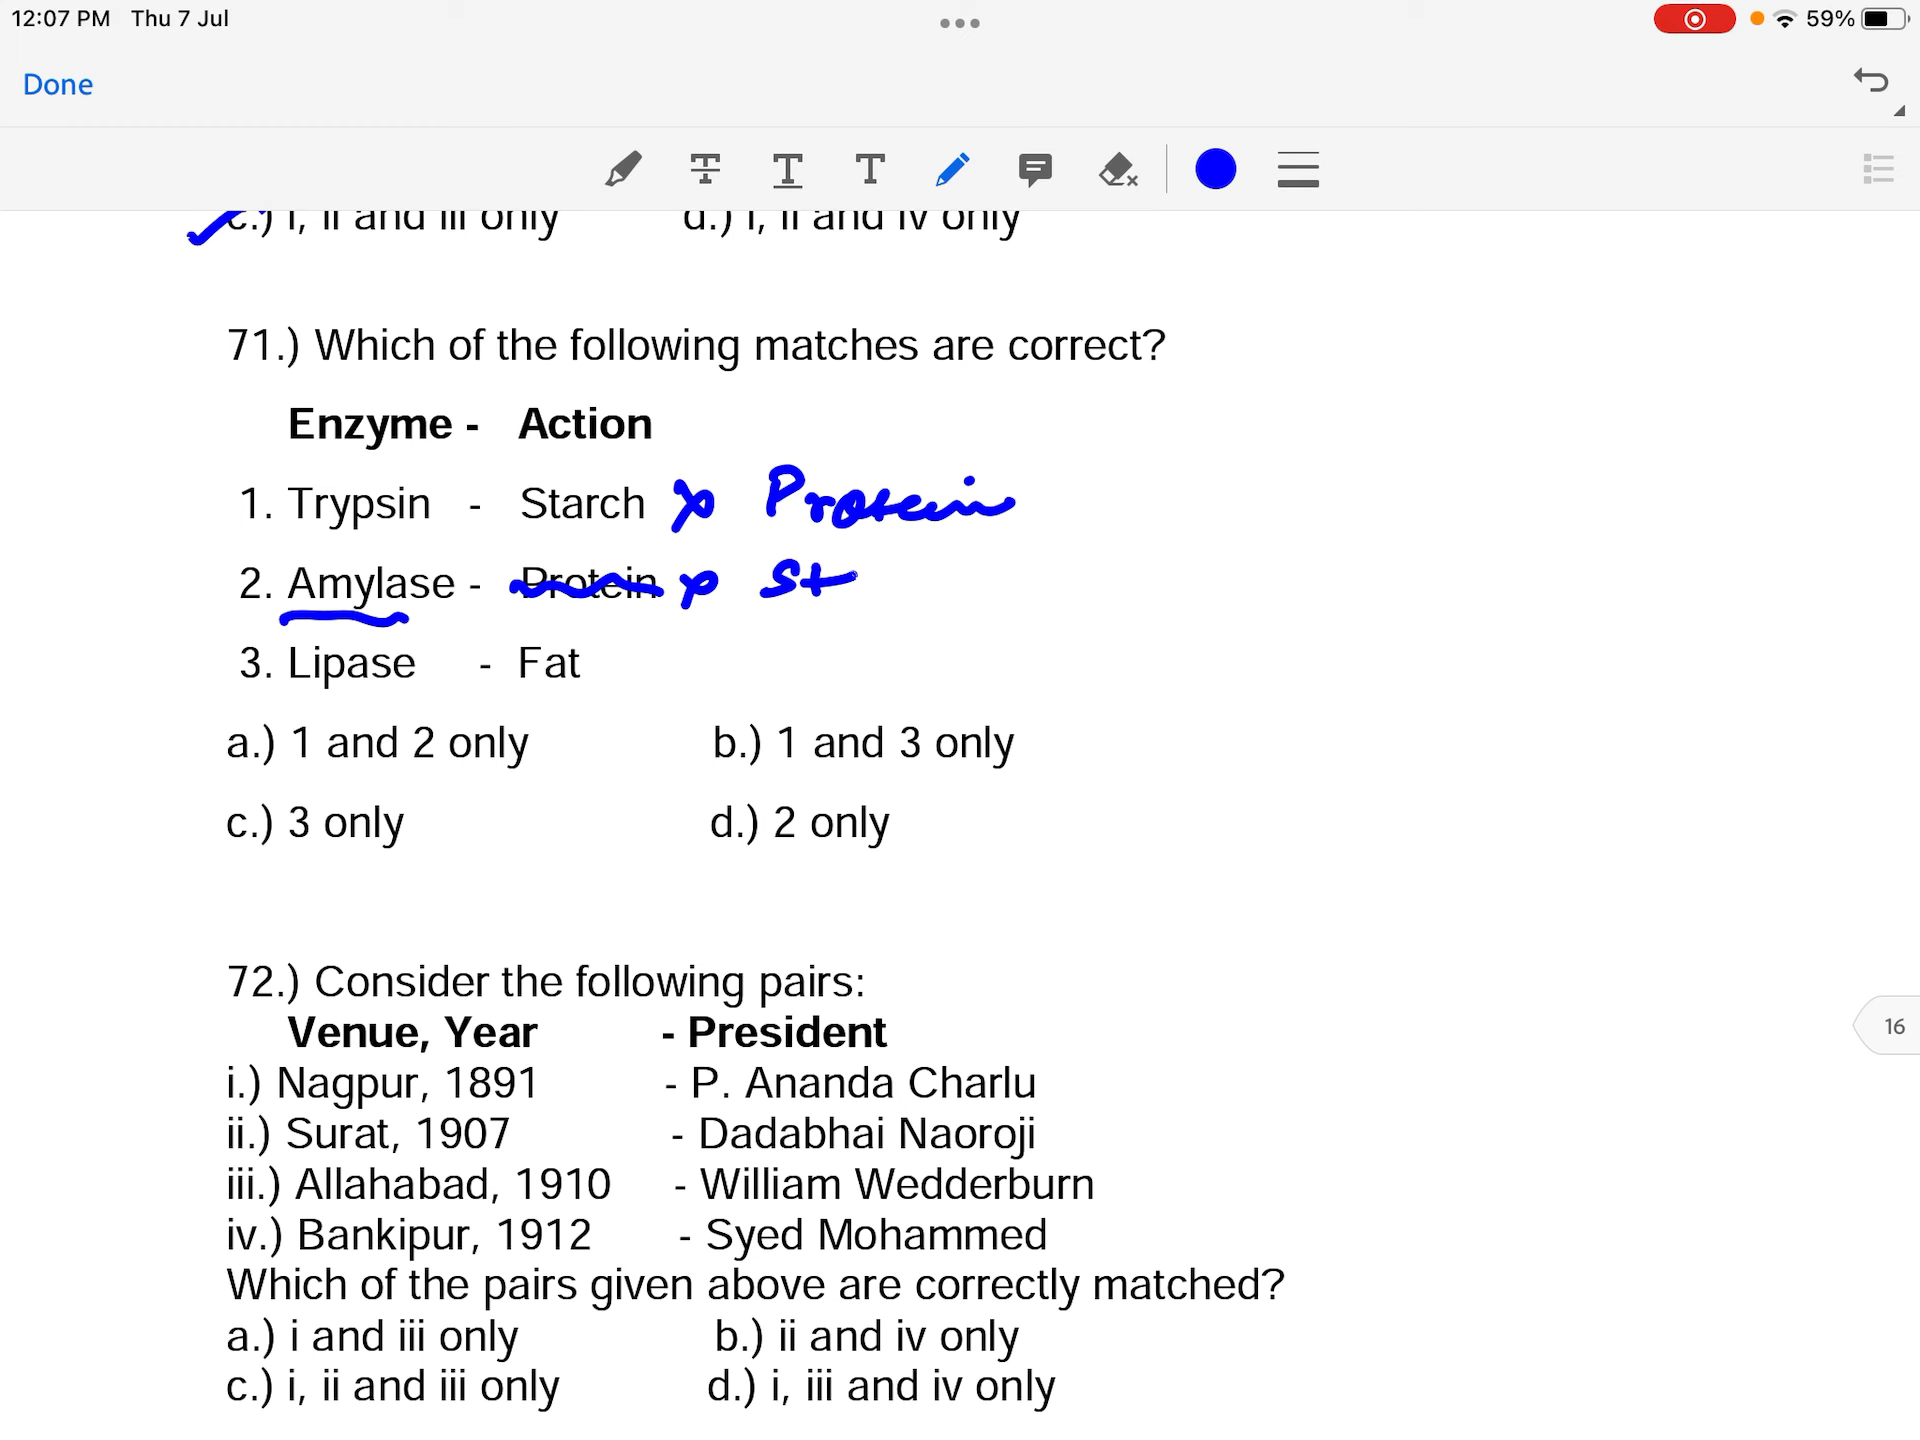 12:07 PM Thu 7 Jul
59%
Done
c.) i, ii and iii only d.) i, ii and iv only
71.) Which of the following matches are correct?
Enzyme - Action
1. Trypsin - Starch x Protein
2. Amylase - Protein x St
3. Lipase - Fat
a.) 1 and 2 only b.) 1 and 3 only
c.) 3 only d.) 2 only
72.) Consider the following pairs:
Venue, Year - President
i.) Nagpur, 1891 - P. Ananda Charlu
ii.) Surat, 1907 - Dadabhai Naoroji
iii.) Allahabad, 1910 - William Wedderburn
iv.) Bankipur, 1912 - Syed Mohammed
Which of the pairs given above are correctly matched?
a.) i and iii only b.) ii and iv only
c.) i, ii and iii only d.) i, iii and iv only
16